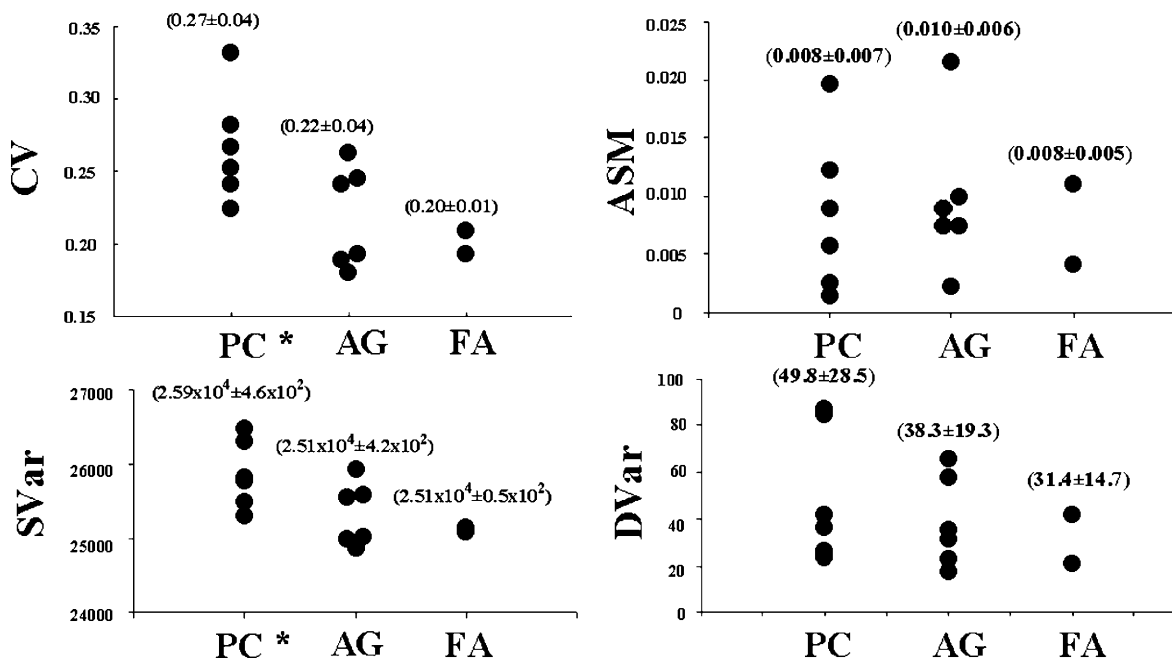 CV
0.35
0.30
0.25
0.20
0.15
(0.27±0.04)
(0.22±0.04)
(0.20±0.01)
PC *
AG
FA
ASM
0.025
0.020
0.015
0.010
0.005
0
(0.008±0.007)
(0.010±0.006)
(0.008±0.005)
PC
AG
FA
SVar
27000
26000
25000
24000
(2.59x10⁴±4.6x10²)
(2.51x10⁴±4.2x10²)
(2.51x10⁴±0.5x10²)
PC *
AG
FA
DVar
100
80
60
40
20
0
(49.8±28.5)
(38.3±19.3)
(31.4±14.7)
PC
AG
FA